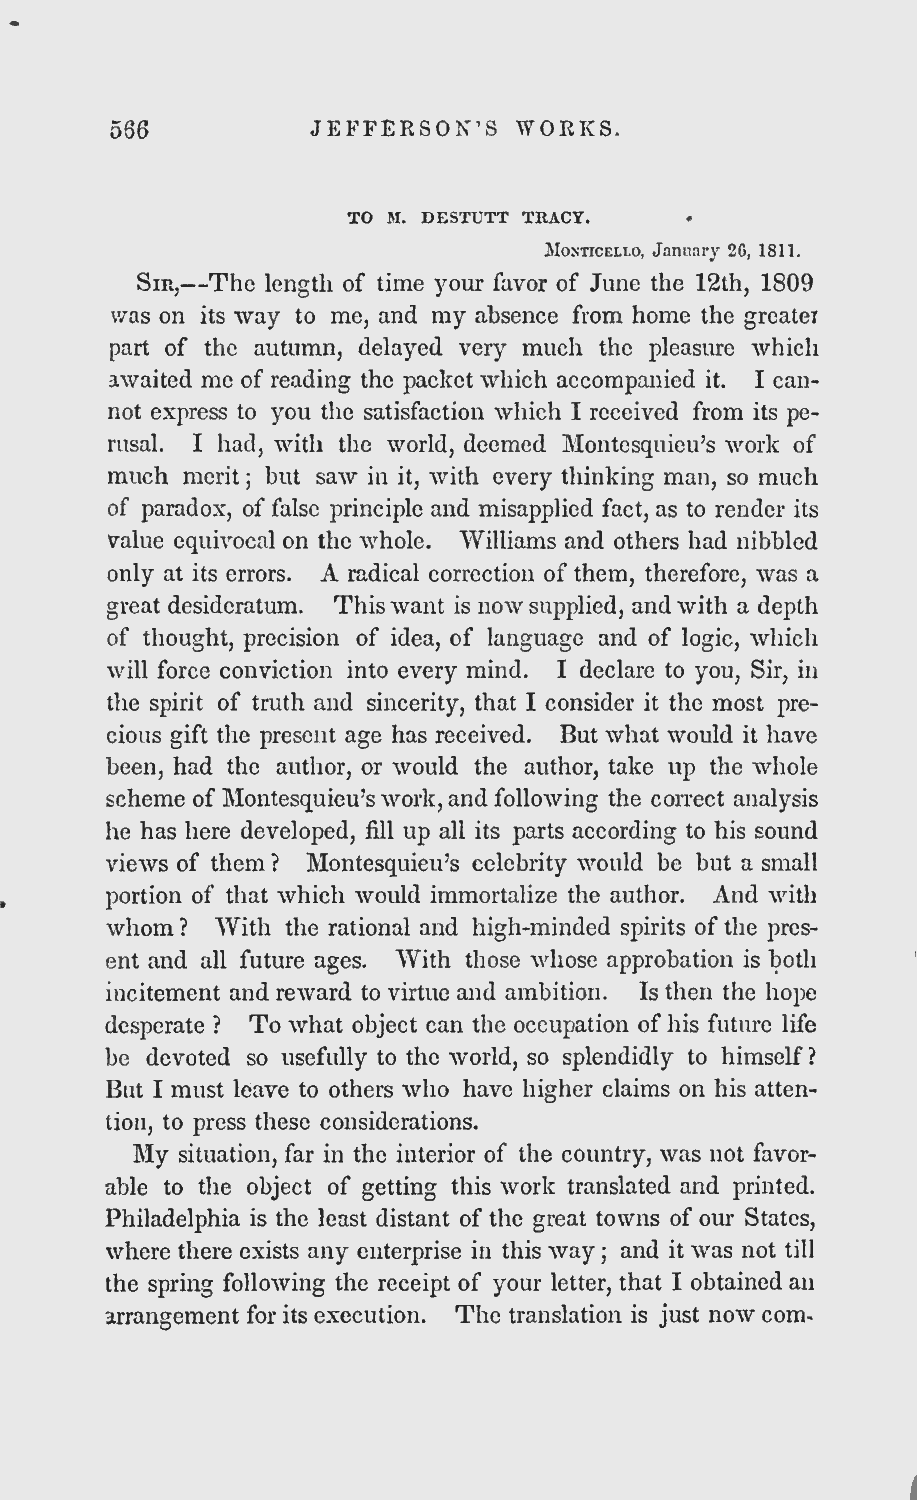 566 JEFFERSON'S WORKS.
TO M. DESTUTT TRACY.
MONTICELLO, January 26, 1811.
SIR,—The length of time your favor of June the 12th, 1809
was on its way to me, and my absence from home the greater
part of the autumn, delayed very much the pleasure which
awaited me of reading the packet which accompanied it. I can-
not express to you the satisfaction which I received from its pe-
rusal. I had, with the world, deemed Montesquieu's work of
much merit; but saw in it, with every thinking man, so much
of paradox, of false principle and misapplied fact, as to render its
value equivocal on the whole. Williams and others had nibbled
only at its errors. A radical correction of them, therefore, was a
great desideratum. This want is now supplied, and with a depth
of thought, precision of idea, of language and of logic, which
will force conviction into every mind. I declare to you, Sir, in
the spirit of truth and sincerity, that I consider it the most pre-
cious gift the present age has received. But what would it have
been, had the author, or would the author, take up the whole
scheme of Montesquieu's work, and following the correct analysis
he has here developed, fill up all its parts according to his sound
views of them? Montesquieu's celebrity would be but a small
portion of that which would immortalize the author. And with
whom? With the rational and high-minded spirits of the pres-
ent and all future ages. With those whose approbation is both
incitement and reward to virtue and ambition. Is then the hope
desperate? To what object can the occupation of his future life
be devoted so usefully to the world, so splendidly to himself?
But I must leave to others who have higher claims on his atten-
tion, to press these considerations.
My situation, far in the interior of the country, was not favor-
able to the object of getting this work translated and printed.
Philadelphia is the least distant of the great towns of our States,
where there exists any enterprise in this way; and it was not till
the spring following the receipt of your letter, that I obtained an
arrangement for its execution. The translation is just now com-